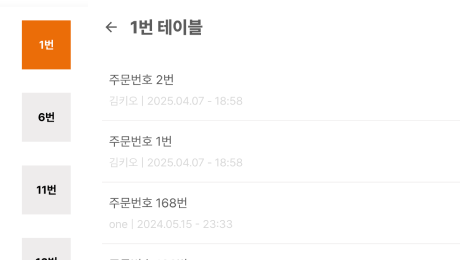 ← 1번 테이블
1번
6번
11번
주문번호 2번
김키오 | 2025.04.07 - 18:58
주문번호 1번
김키오 | 2025.04.07 - 18:58
주문번호 168번
one | 2024.05.15 - 23:33